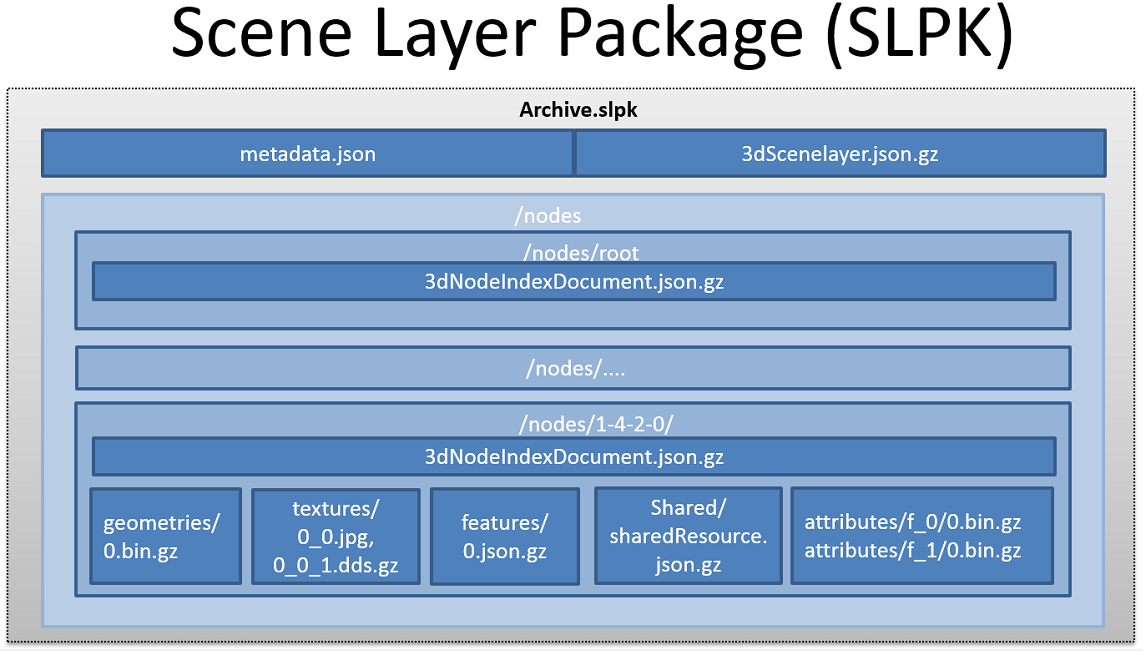 Scene Layer Package (SLPK)
Archive.slpk
metadata.json
3dScenelayer.json.gz
/nodes
/nodes/root
3dNodeIndexDocument.json.gz
/nodes/....
/nodes/1-4-2-0/
3dNodeIndexDocument.json.gz
geometries/
0.bin.gz
textures/
0_0.jpg,
0_0_1.dds.gz
features/
0.json.gz
Shared/
sharedResource.
json.gz
attributes/f_0/0.bin.gz
attributes/f_1/0.bin.gz